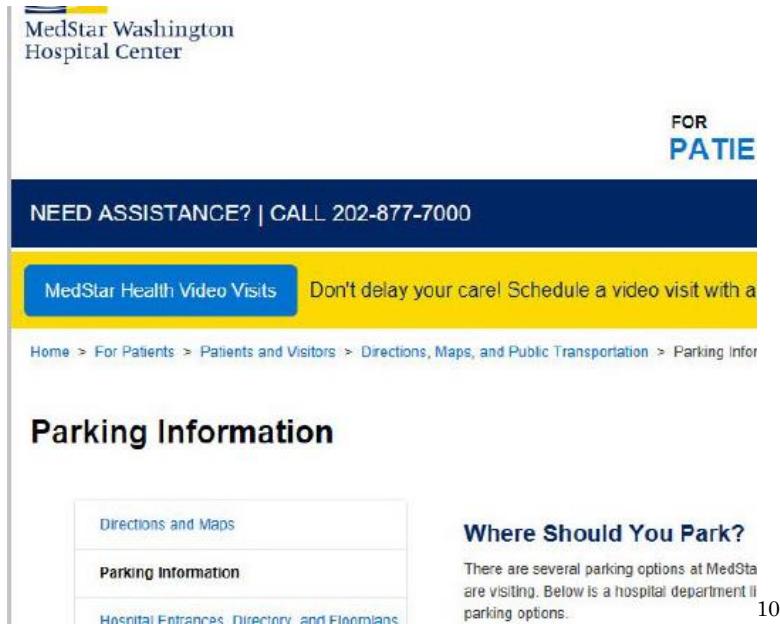 MedStar Washington
Hospital Center
FOR
PATIE
NEED ASSISTANCE? | CALL 202-877-7000
MedStar Health Video Visits Don't delay your care! Schedule a video visit with a
Home > For Patients > Patients and Visitors > Directions, Maps, and Public Transportation > Parking Infor
Parking Information
Directions and Maps
Parking Information
Hospital Entrances, Directory, and Floorplans
Where Should You Park?
There are several parking options at MedSta
are visiting. Below is a hospital department li
parking options.
10